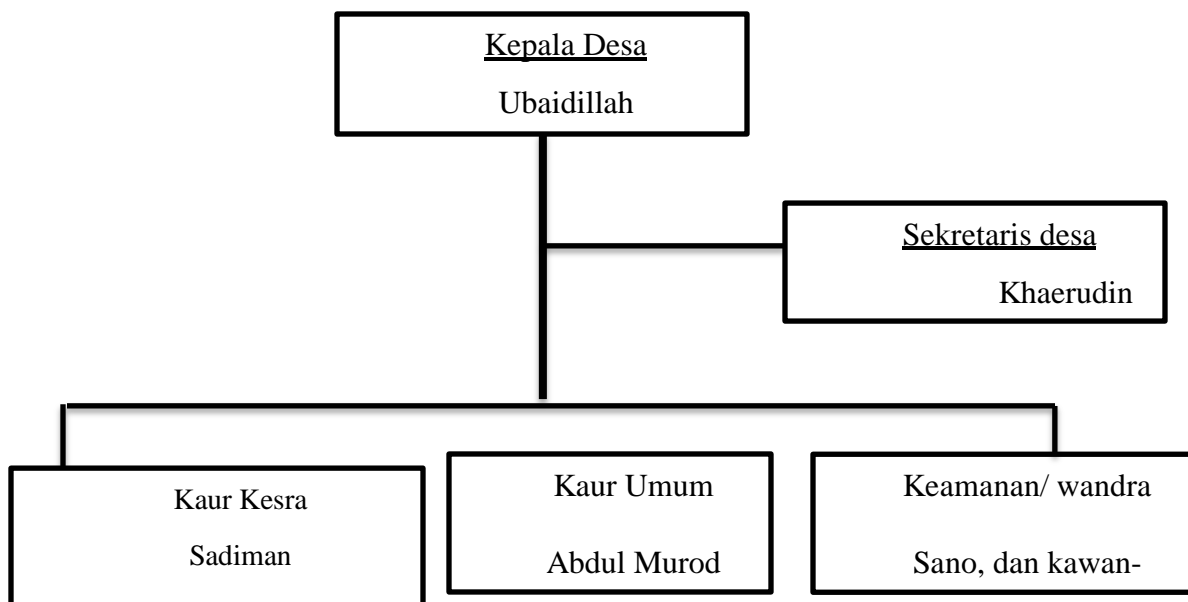 Kepala Desa
Ubaidillah
Sekretaris desa
Khaerudin
Kaur Kesra
Sadiman
Kaur Umum
Abdul Murod
Keamanan/ wandra
Sano, dan kawan-